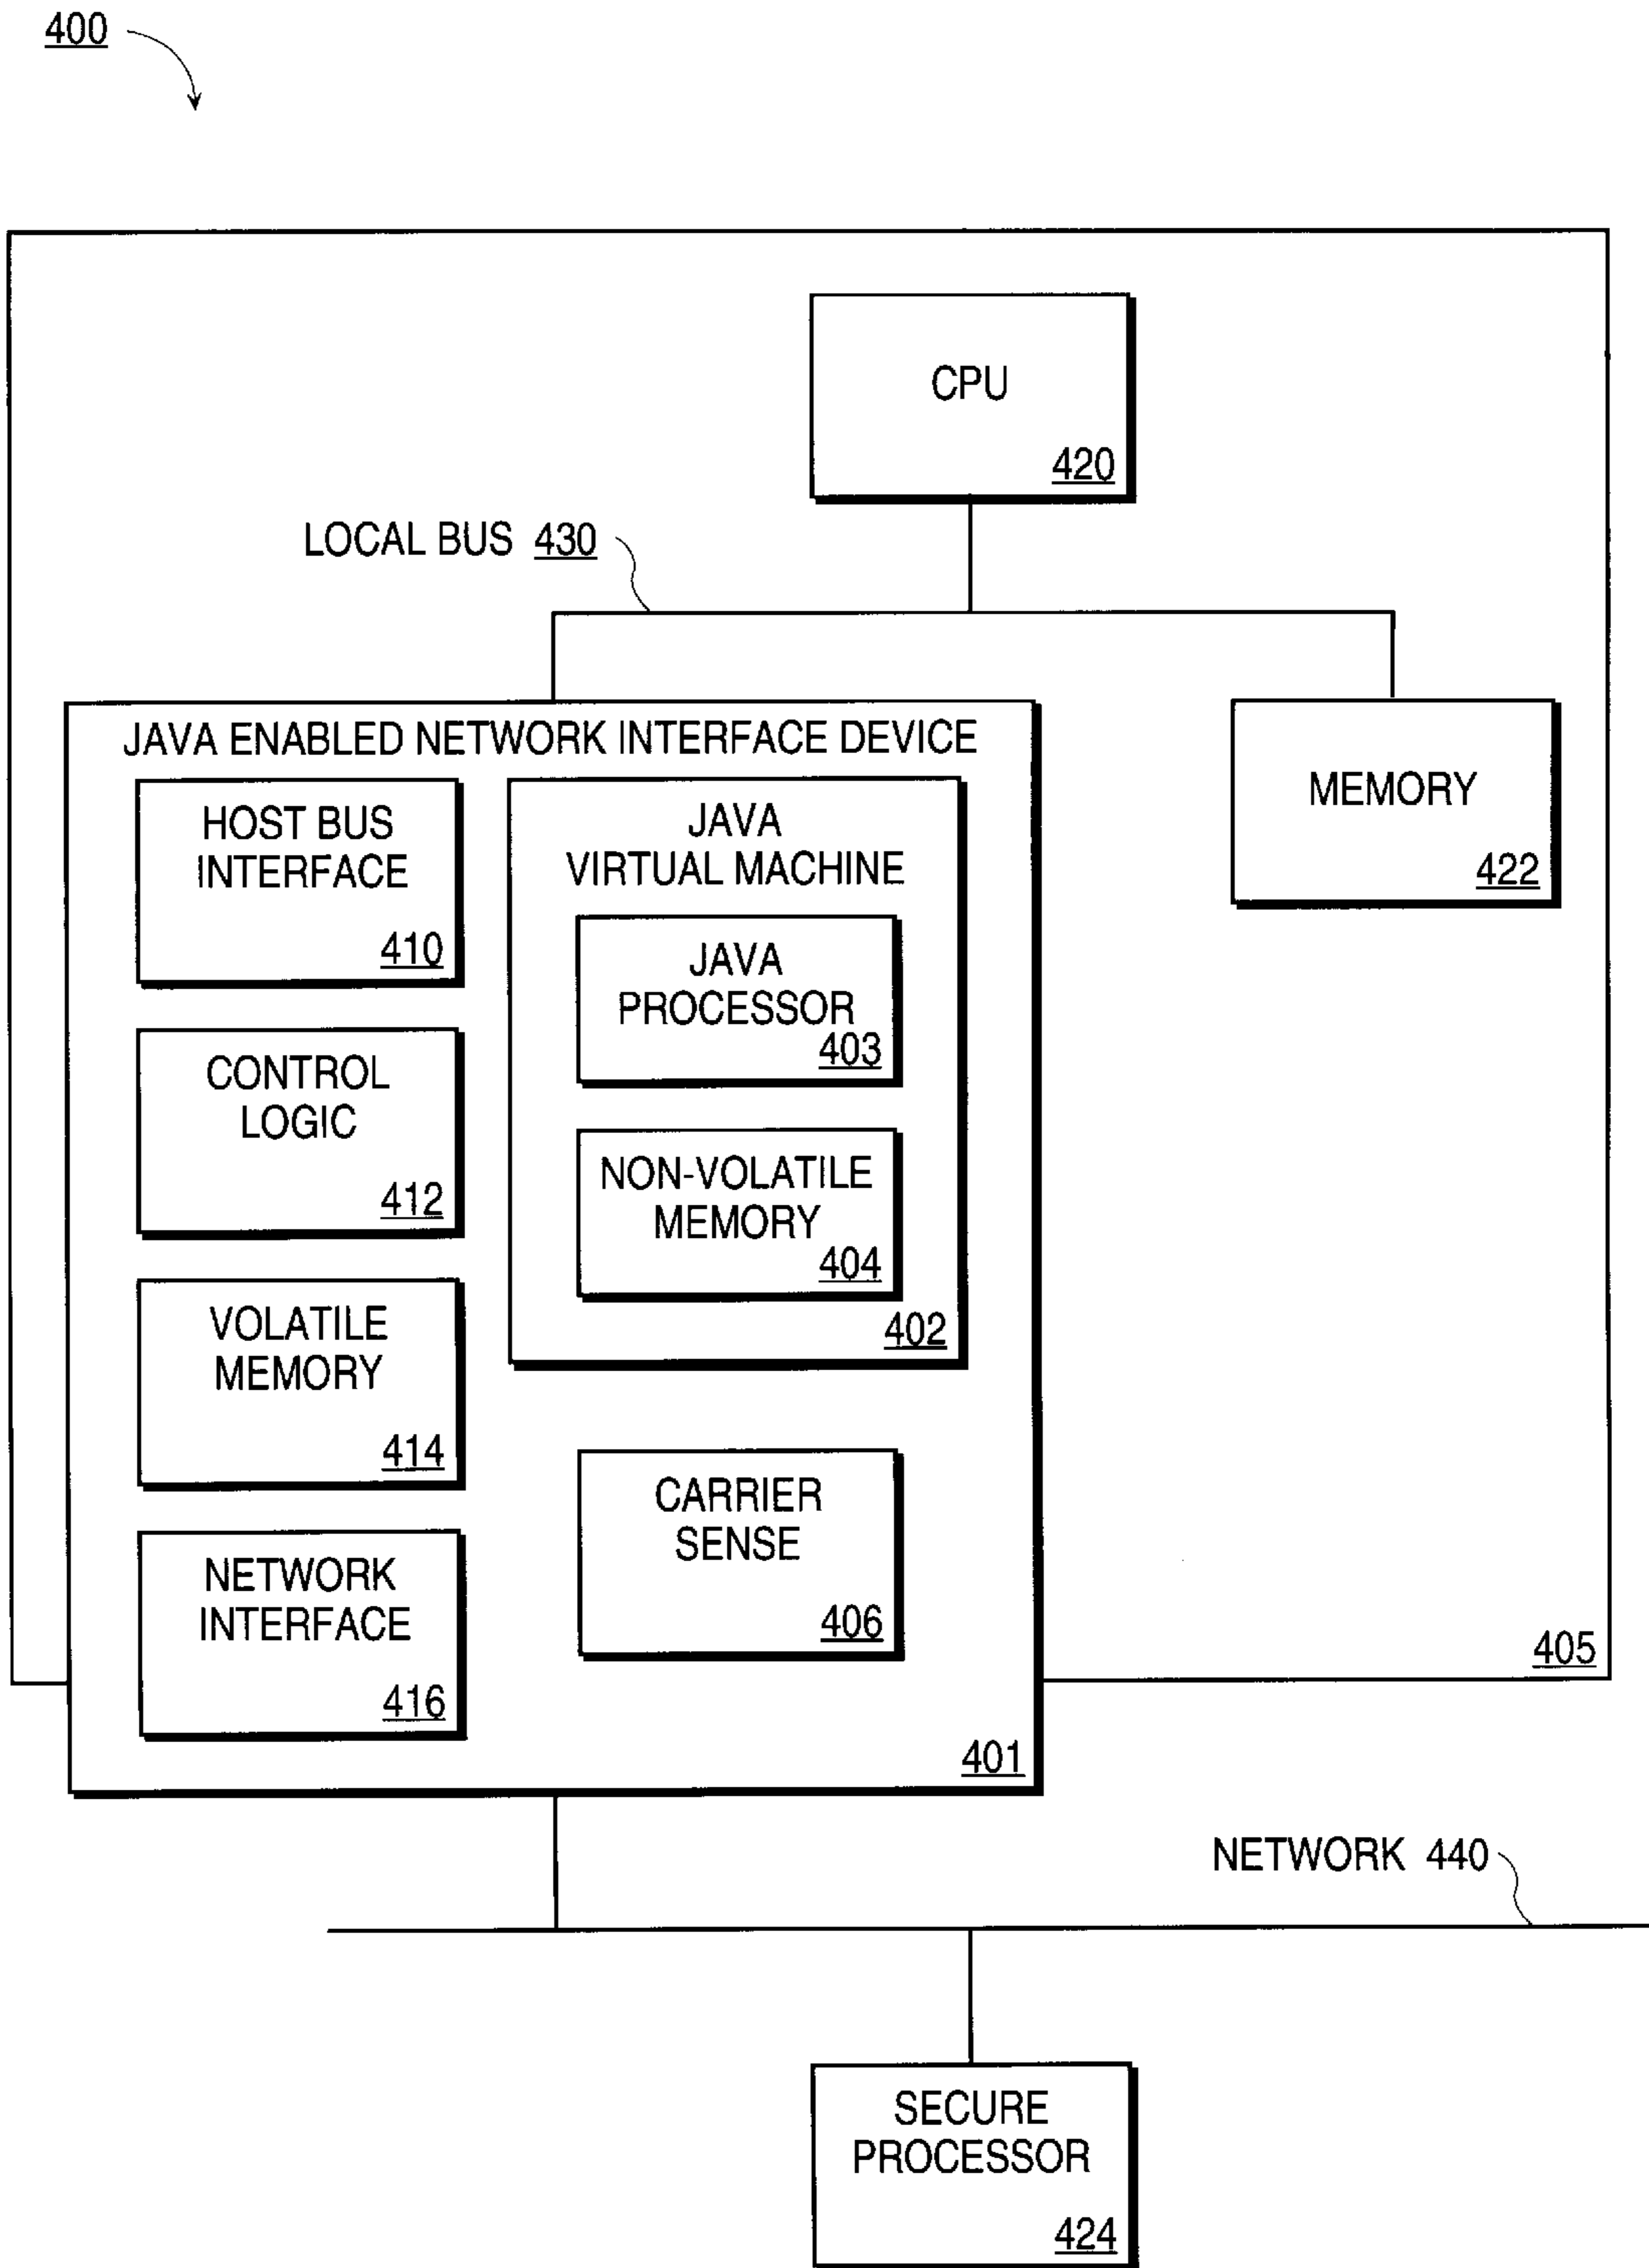 400
CPU
420
LOCAL BUS 430
JAVA ENABLED NETWORK INTERFACE DEVICE
HOST BUS
INTERFACE
410
JAVA
VIRTUAL MACHINE
JAVA
PROCESSOR
403
MEMORY
422
CONTROL
LOGIC
412
NON-VOLATILE
MEMORY
404
402
VOLATILE
MEMORY
414
CARRIER
SENSE
406
NETWORK
INTERFACE
416
405
401
NETWORK 440
SECURE
PROCESSOR
424